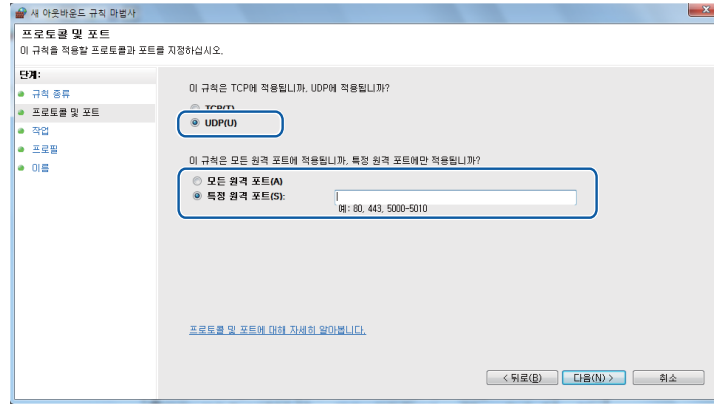 새 아웃바운드 규칙 마법사
프로토콜 및 포트
이 규칙을 적용할 프로토콜과 포트를 지정하십시오.
단계:
규칙 종류
프로토콜 및 포트
작업
프로필
이름
이 규칙은 TCP에 적용됩니까, UDP에 적용됩니까?
TCP(T)
UDP(U)
이 규칙은 모든 원격 포트에 적용됩니까, 특정 원격 포트에만 적용됩니까?
모든 원격 포트(A)
특정 원격 포트(S):
예: 80, 443, 5000-5010
프로토콜 및 포트에 대해 자세히 알아봅니다.
< 뒤로(B) 다음(N) > 취소